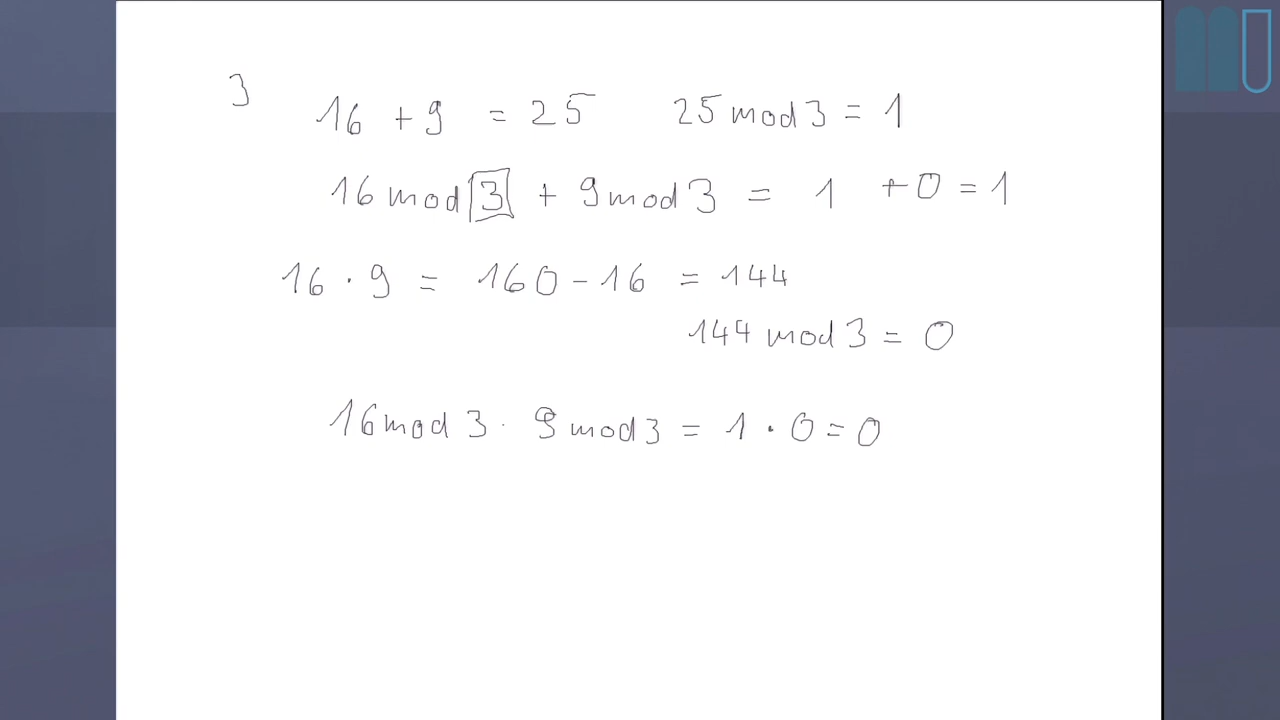 3
16 + 9 = 25 25 mod 3 = 1
16 mod 3 + 9 mod 3 = 1 + 0 = 1
16 · 9 = 160 - 16 = 144
144 mod 3 = 0
16 mod 3 · 9 mod 3 = 1 · 0 = 0